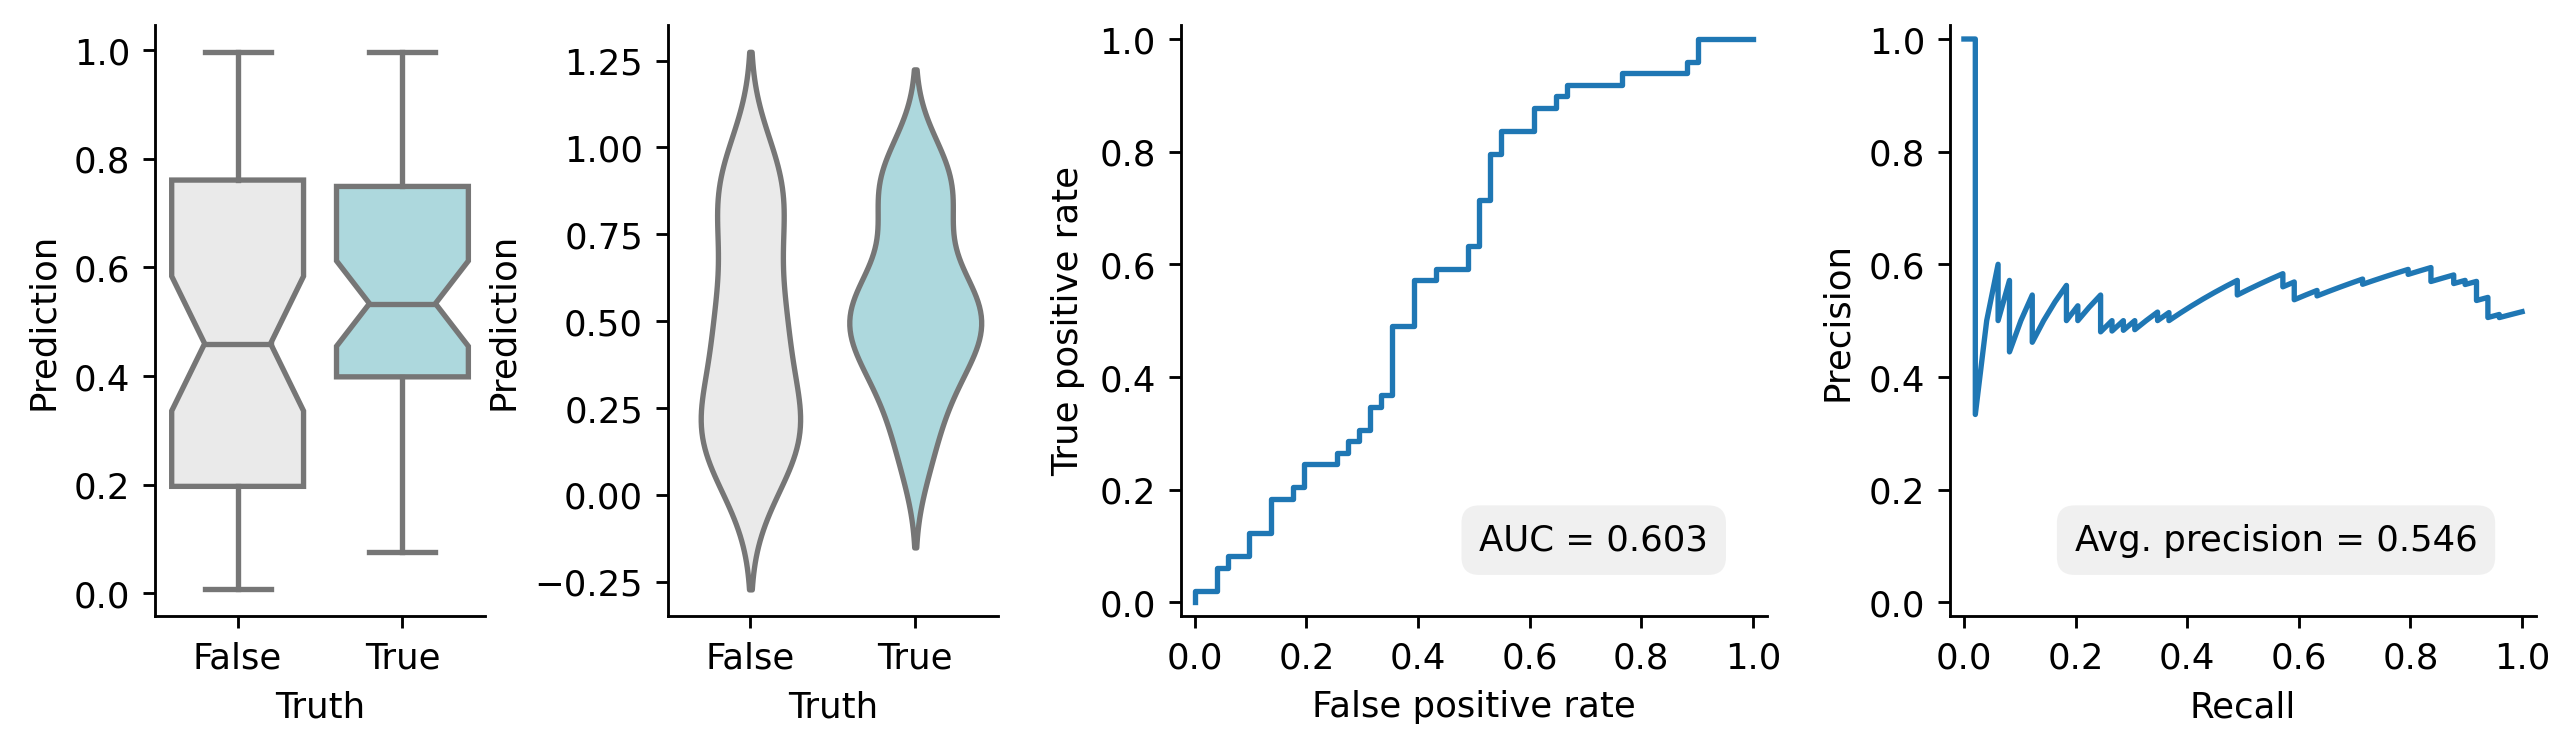 Prediction
1.0
0.8
0.6
0.4
0.2
0.0
False True
Truth
Prediction
1.25
1.00
0.75
0.50
0.25
0.00
−0.25
False True
Truth
True positive rate
1.0
0.8
0.6
0.4
0.2
0.0
AUC = 0.603
0.0 0.2 0.4 0.6 0.8 1.0
False positive rate
Precision
1.0
0.8
0.6
0.4
0.2
0.0
Avg. precision = 0.546
0.0 0.2 0.4 0.6 0.8 1.0
Recall